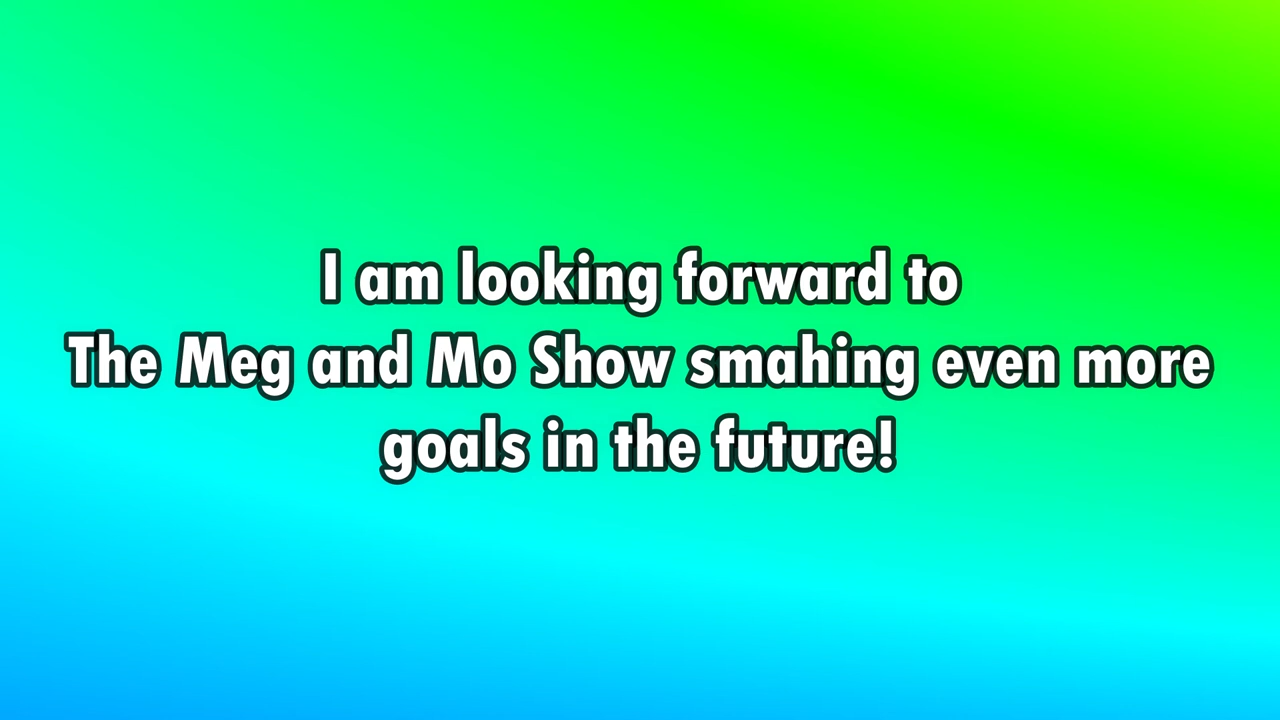 I am looking forward to
The Meg and Mo Show smahing even more
goals in the future!